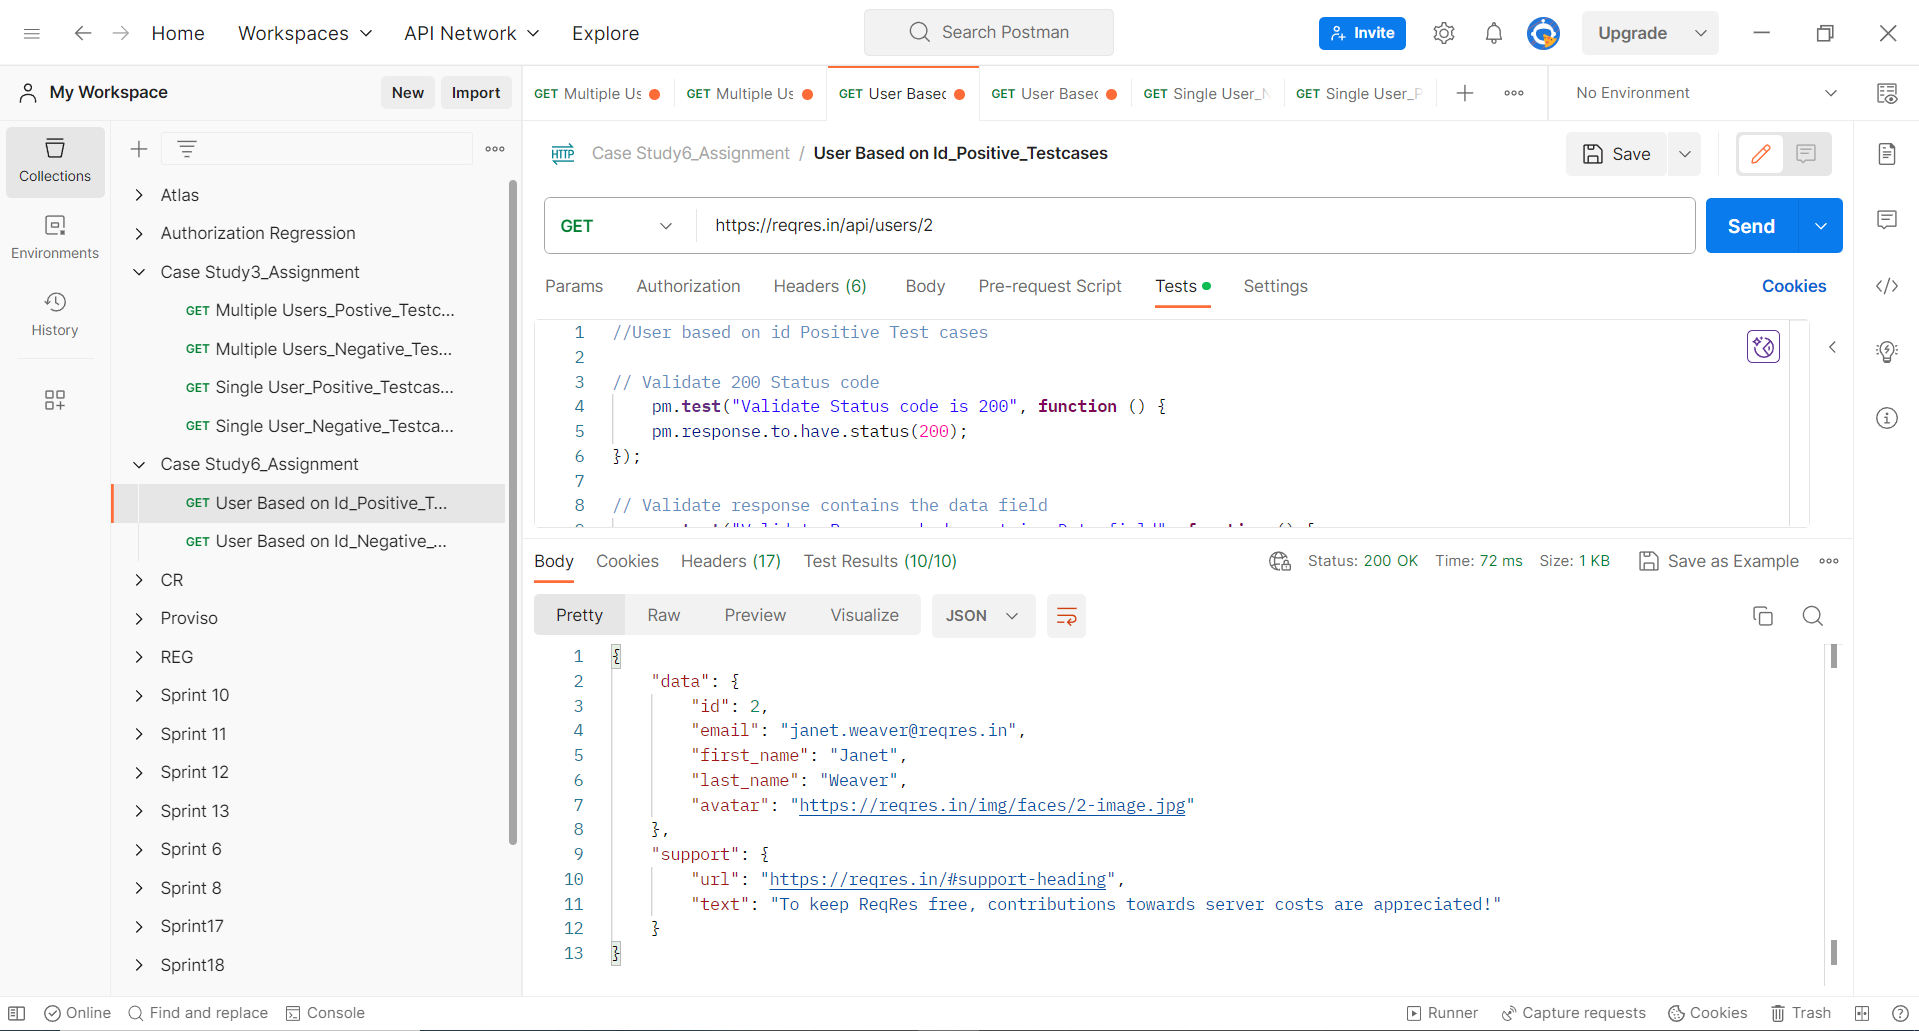 Home
Workspaces
API Network
Explore
Search Postman
Invite
Upgrade
My Workspace
New
Import
GET Multiple Us
GET Multiple Us
GET User Based
GET User Based
GET Single User_N
GET Single User_P
No Environment
Collections
Environments
History
Atlas
Authorization Regression
Case Study3_Assignment
GET Multiple Users_Postive_Testc...
GET Multiple Users_Negative_Tes...
GET Single User_Positive_Testcas...
GET Single User_Negative_Testca...
Case Study6_Assignment
GET User Based on Id_Positive_T...
GET User Based on Id_Negative_...
CR
Proviso
REG
Sprint 10
Sprint 11
Sprint 12
Sprint 13
Sprint 6
Sprint 8
Sprint17
Sprint18
HTTP Case Study6_Assignment / User Based on Id_Positive_Testcases
Save
GET
https://reqres.in/api/users/2
Send
Params
Authorization
Headers (6)
Body
Pre-request Script
Tests
Settings
Cookies
1 //User based on id Positive Test cases
2
3 // Validate 200 Status code
4 pm.test("Validate Status code is 200", function () {
5 pm.response.to.have.status(200);
6 });
7
8 // Validate response contains the data field
Body
Cookies
Headers (17)
Test Results (10/10)
Status: 200 OK
Time: 72 ms
Size: 1 KB
Save as Example
Pretty
Raw
Preview
Visualize
JSON
1 {
2 "data": {
3 "id": 2,
4 "email": "janet.weaver@reqres.in",
5 "first_name": "Janet",
6 "last_name": "Weaver",
7 "avatar": "https://reqres.in/img/faces/2-image.jpg"
8 },
9 "support": {
10 "url": "https://reqres.in/#support-heading",
11 "text": "To keep ReqRes free, contributions towards server costs are appreciated!"
12 }
13 }
Online
Find and replace
Console
Runner
Capture requests
Cookies
Trash